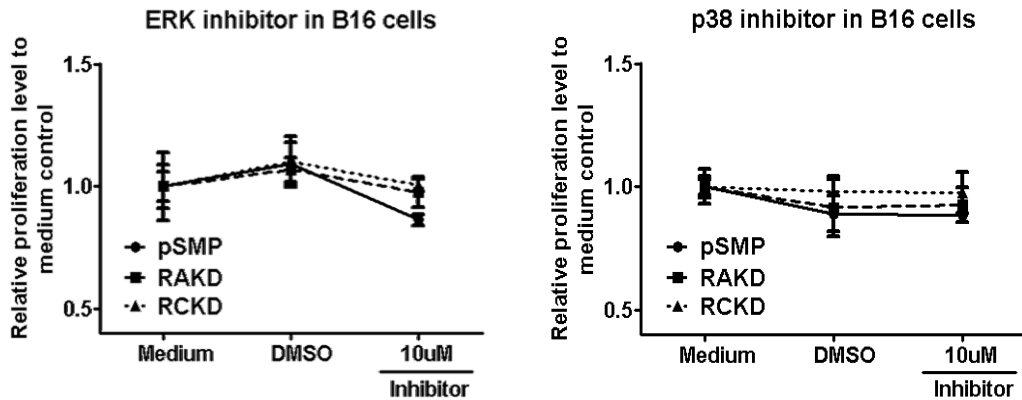 ERK inhibitor in B16 cells
Relative proliferation level to
medium control
1.5
1.0
0.5
pSMP
RAKD
RCKD
Medium
DMSO
10uM
Inhibitor
p38 inhibitor in B16 cells
Relative proliferation level to
medium control
1.5
1.0
0.5
pSMP
RAKD
RCKD
Medium
DMSO
10uM
Inhibitor